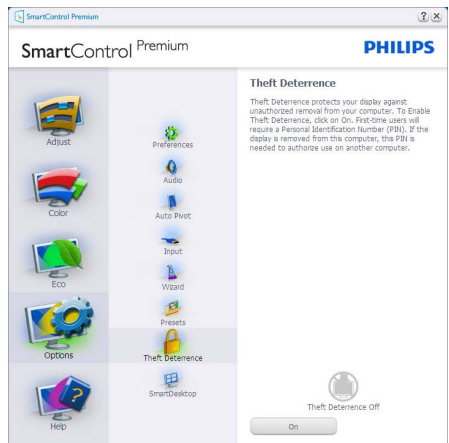 SmartControl Premium
SmartControl Premium
PHILIPS
Adjust
Color
Eco
Options
Help
Preferences
Audio
Auto Pivot
Input
Wizard
Presets
Theft Deterrence
SmartDesktop
Theft Deterrence
Theft Deterrence protects your display against
unauthorized removal from your computer. To Enable
Theft Deterrence, click on On. First-time users will
require a Personal Identification Number (PIN). If the
display is removed from this computer, this PIN is
needed to authorize use on another computer.
Theft Deterrence Off
On